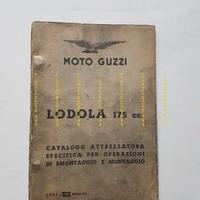 MOTO GUZZI
LODOLA 175 cc.
CATALOGO ATTREZZATURA
SPECIFICA PER OPERAZIONI
DI SMONTAGGIO E MONTAGGIO